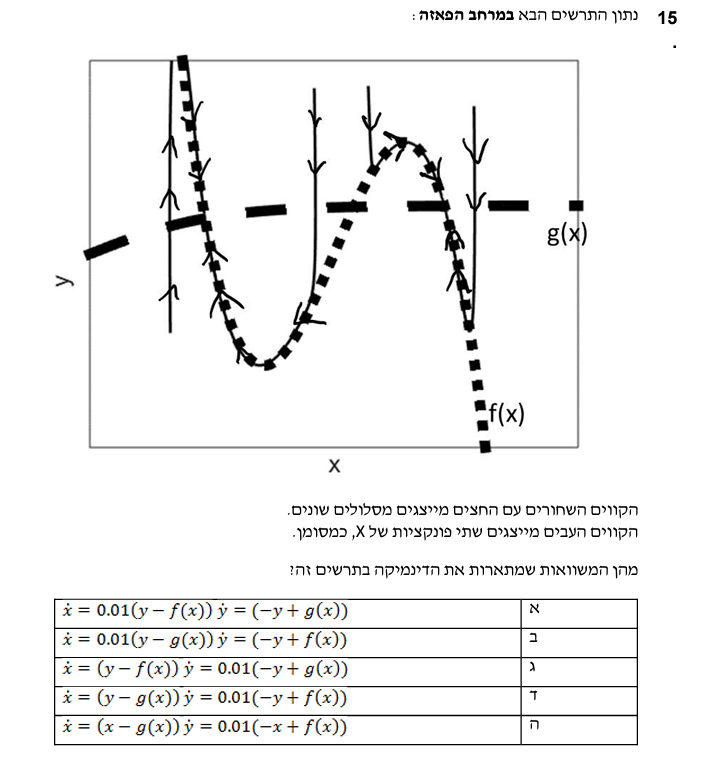 15 נתון התרשים הבא במרחב הפאזה :
.
g(x)
y
f(x)
x
הקווים השחורים עם החצים מייצגים מסלולים שונים.
הקווים העבים מייצגים שתי פונקציות של X, כמסומן.
מהן המשוואות שמתארות את הדינמיקה בתרשים זה?
א ẋ = 0.01(y − f(x)) ẏ = (−y + g(x))
ב ẋ = 0.01(y − g(x)) ẏ = (−y + f(x))
ג ẋ = (y − f(x)) ẏ = 0.01(−y + g(x))
ד ẋ = (y − g(x)) ẏ = 0.01(−y + f(x))
ה ẋ = (x − g(x)) ẏ = 0.01(−x + f(x))